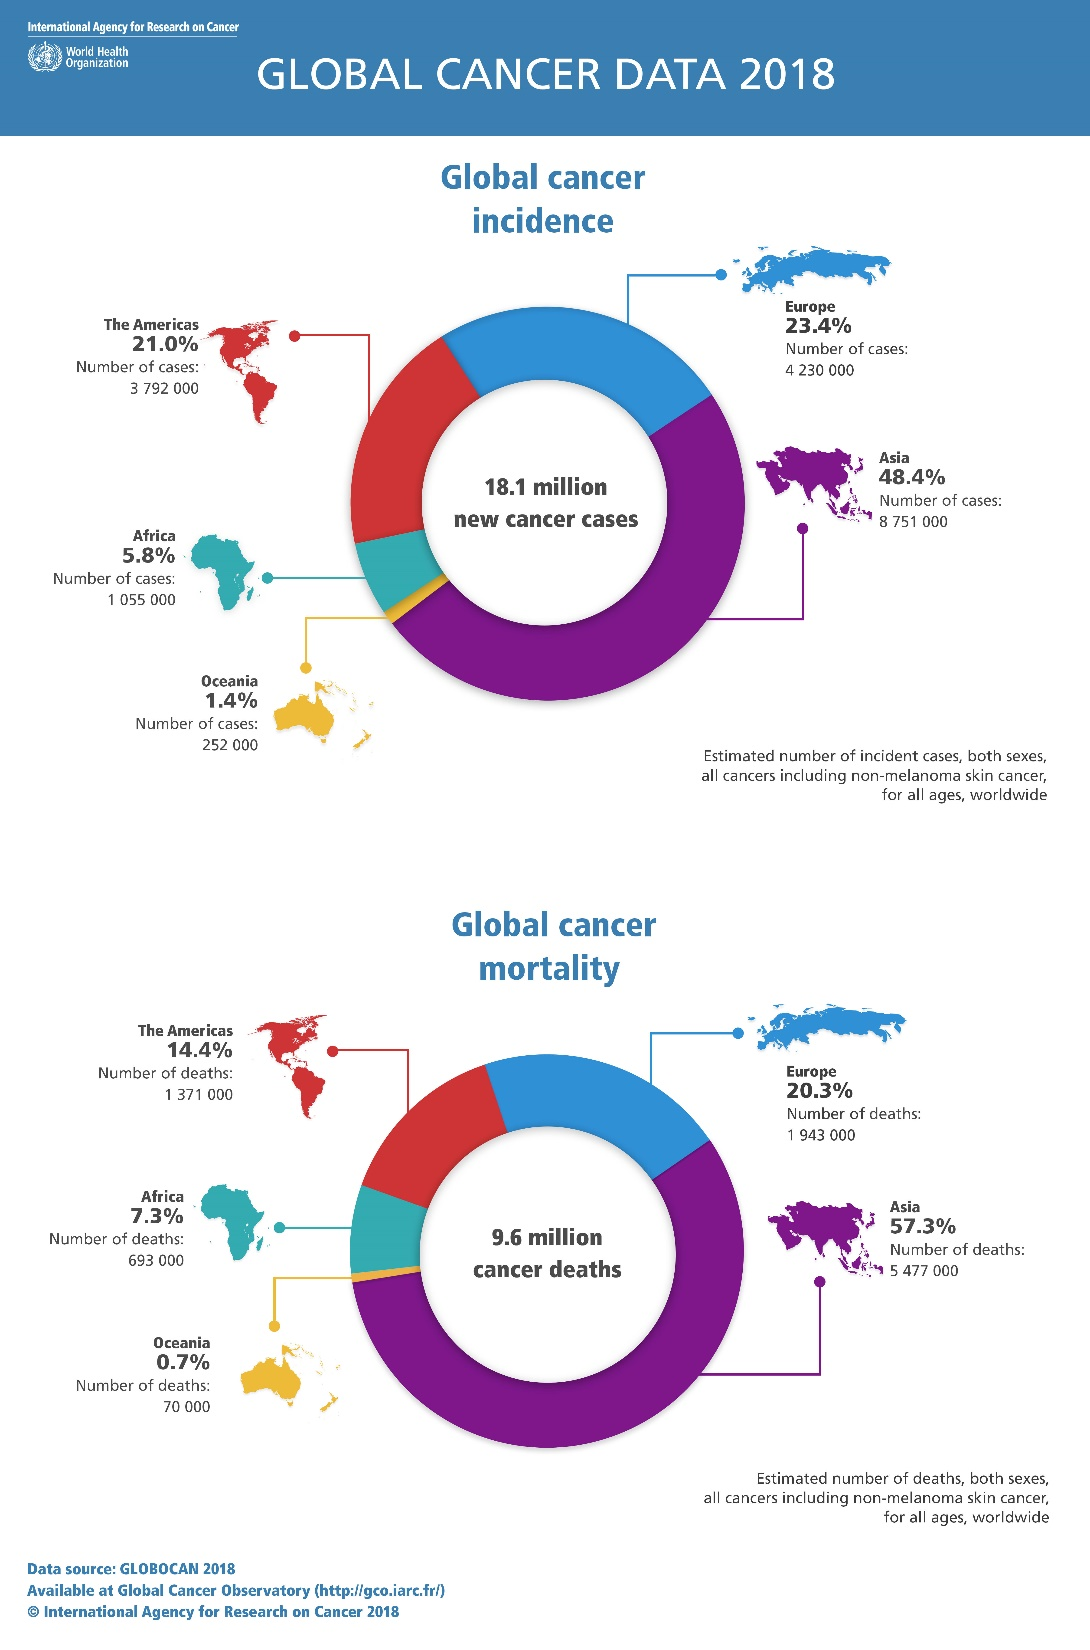 International Agency for Research on Cancer
World Health
Organization
GLOBAL CANCER DATA 2018
Global cancer
incidence
The Americas
21.0%
Number of cases:
3 792 000
Europe
23.4%
Number of cases:
4 230 000
Asia
48.4%
Number of cases:
8 751 000
18.1 million
new cancer cases
Africa
5.8%
Number of cases:
1 055 000
Oceania
1.4%
Number of cases:
252 000
Estimated number of incident cases, both sexes,
all cancers including non-melanoma skin cancer,
for all ages, worldwide
Global cancer
mortality
The Americas
14.4%
Number of deaths:
1 371 000
Europe
20.3%
Number of deaths:
1 943 000
Africa
7.3%
Number of deaths:
693 000
9.6 million
cancer deaths
Asia
57.3%
Number of deaths:
5 477 000
Oceania
0.7%
Number of deaths:
70 000
Estimated number of deaths, both sexes,
all cancers including non-melanoma skin cancer,
for all ages, worldwide
Data source: GLOBOCAN 2018
Available at Global Cancer Observatory (http://gco.iarc.fr/)
© International Agency for Research on Cancer 2018